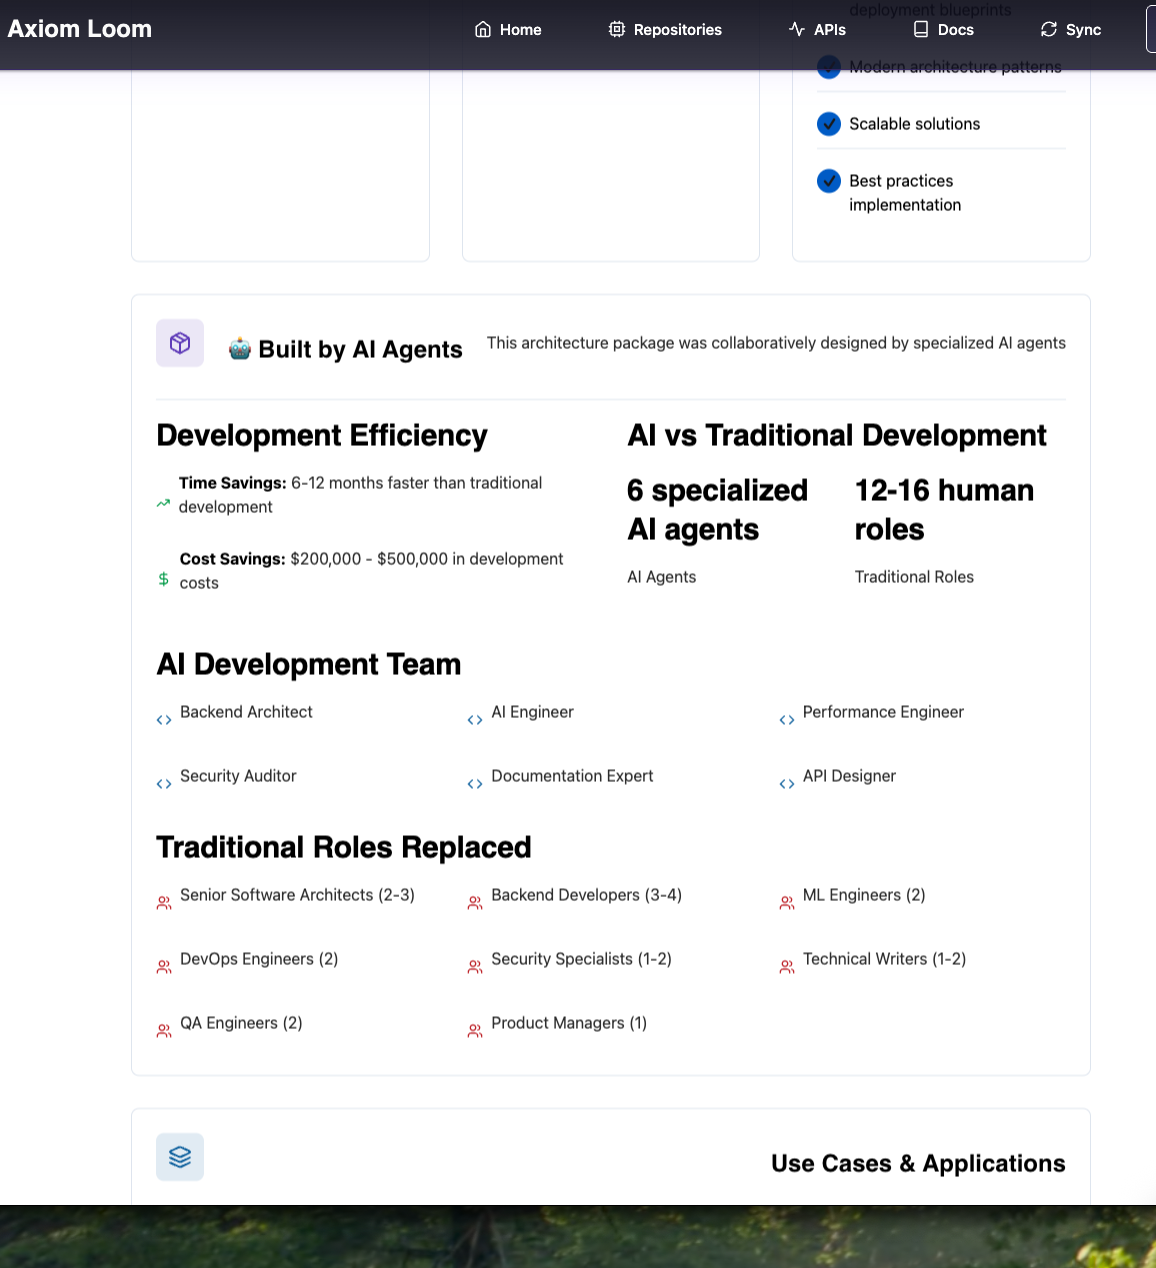 Axiom Loom
Home
Repositories
APIs
Docs
Sync
deployment blueprints
Modern architecture patterns
Scalable solutions
Best practices
implementation
🤖 Built by AI Agents
This architecture package was collaboratively designed by specialized AI agents
Development Efficiency
Time Savings: 6-12 months faster than traditional
development
$ Cost Savings: $200,000 - $500,000 in development
costs
AI vs Traditional Development
6 specialized
AI agents
AI Agents
12-16 human
roles
Traditional Roles
AI Development Team
Backend Architect
AI Engineer
Performance Engineer
Security Auditor
Documentation Expert
API Designer
Traditional Roles Replaced
Senior Software Architects (2-3)
Backend Developers (3-4)
ML Engineers (2)
DevOps Engineers (2)
Security Specialists (1-2)
Technical Writers (1-2)
QA Engineers (2)
Product Managers (1)
Use Cases & Applications